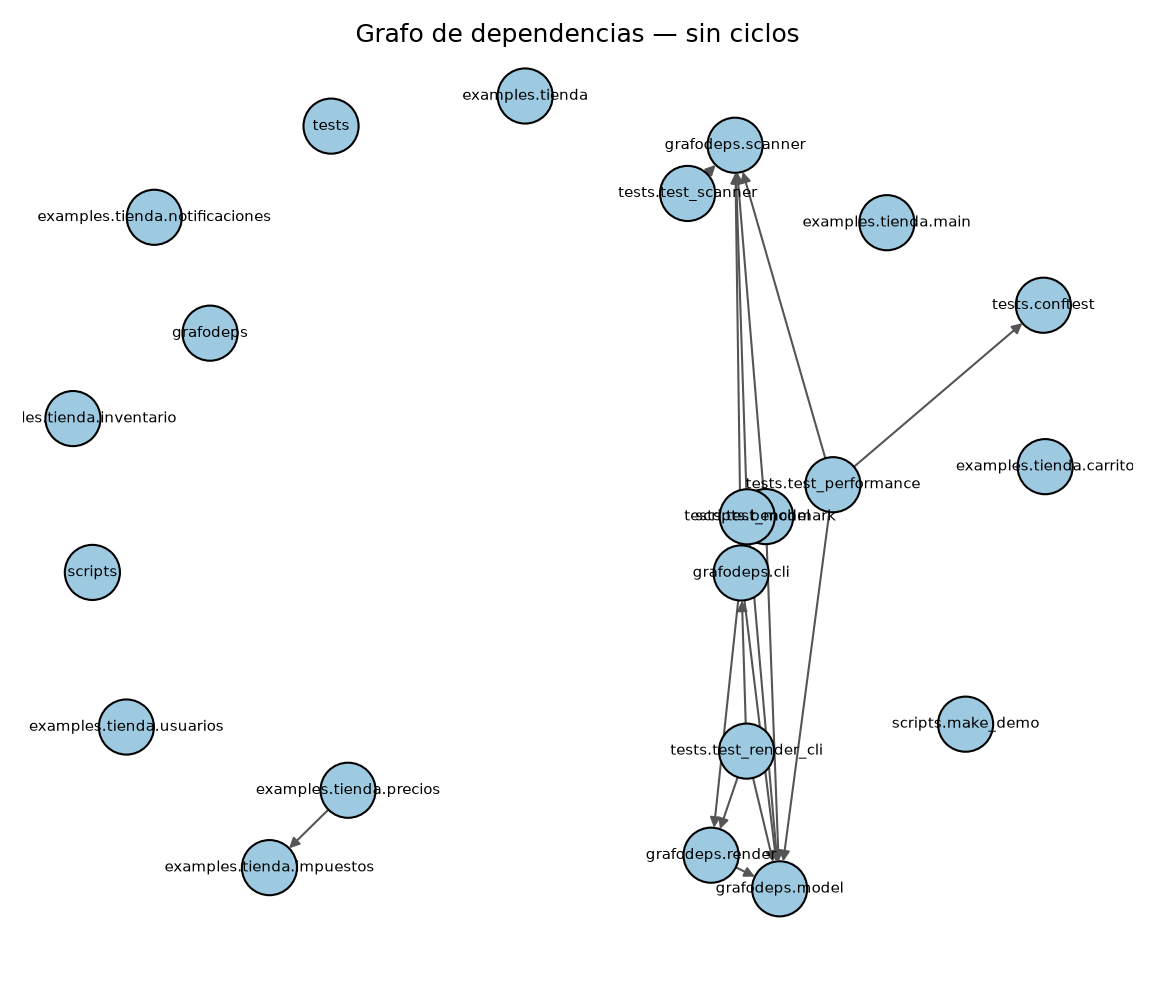 Grafo de dependencias — sin ciclos
examples.tienda
tests
grafodeps.scanner
tests.test_scanner
examples.tienda.notificaciones
examples.tienda.main
tests.conftest
grafodeps
les.tienda.inventario
examples.tienda.carrito
tests.test_performance
grafodeps.cli
scripts
examples.tienda.usuarios
scripts.make_demo
tests.test_render_cli
examples.tienda.precios
grafodeps.render
examples.tienda.impuestos
grafodeps.model